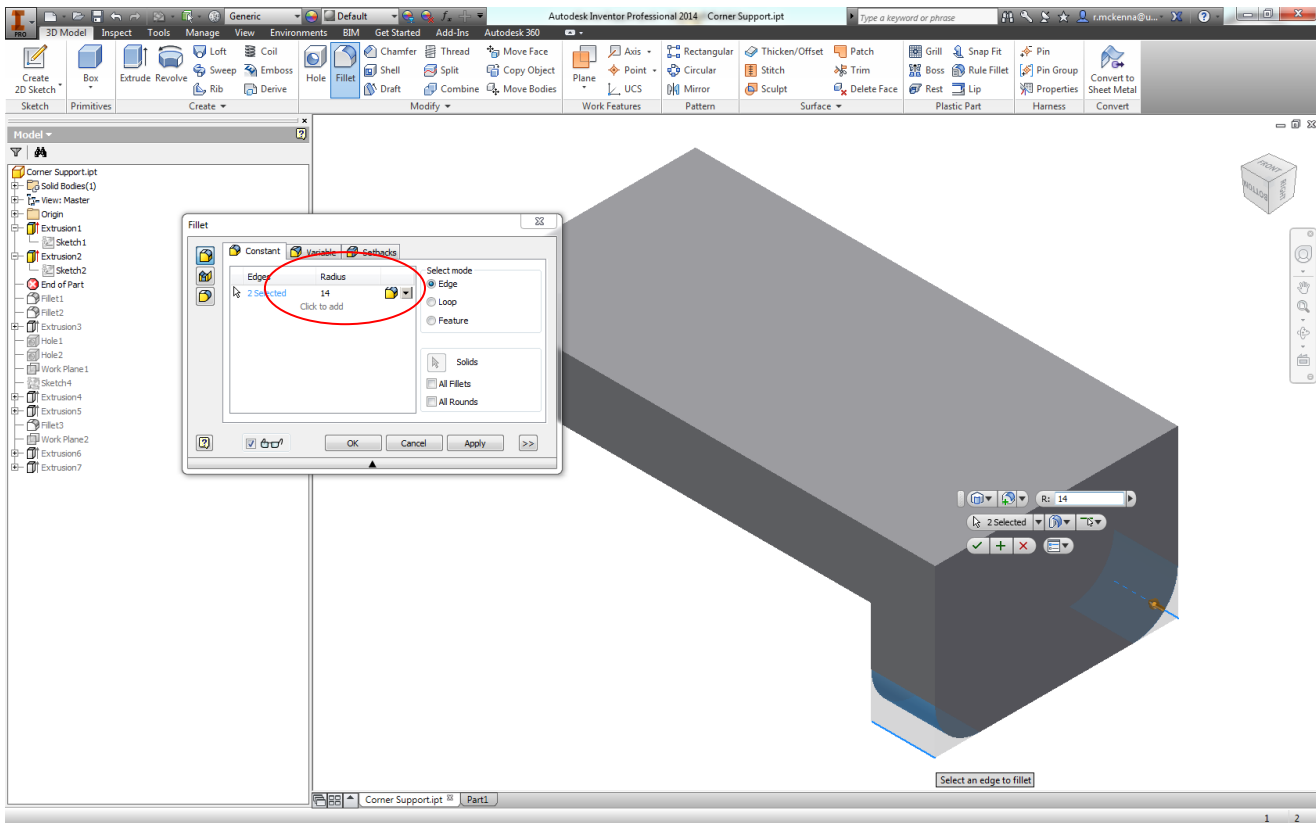 PRO
Generic
Default
Autodesk Inventor Professional 2014 Corner Support.ipt
Type a keyword or phrase
r.mckenna@u...
3D Model Inspect Tools Manage View Environments BIM Get Started Add-Ins Autodesk 360
Create
2D Sketch
Box
Extrude Revolve
Loft
Sweep
Rib
Coil
Emboss
Derive
Hole
Fillet
Chamfer
Shell
Draft
Thread
Split
Combine
Move Face
Copy Object
Move Bodies
Plane
Axis
Point
UCS
Rectangular
Circular
Mirror
Thicken/Offset
Stitch
Sculpt
Patch
Trim
Delete Face
Grill
Boss
Rest
Snap Fit
Rule Fillet
Lip
Pin
Pin Group
Properties
Convert to
Sheet Metal
Sketch Primitives Create Modify Work Features Pattern Surface Plastic Part Harness Convert
Model
Corner Support.ipt
Solid Bodies(1)
View: Master
Origin
Extrusion1
Sketch1
Extrusion2
Sketch2
End of Part
Fillet1
Fillet2
Extrusion3
Hole1
Hole2
Work Plane1
Sketch4
Extrusion4
Extrusion5
Fillet3
Work Plane2
Extrusion6
Extrusion7
Fillet
Constant Variable Setbacks
Edges Radius
2 Selected 14
Click to add
Select mode
Edge
Loop
Feature
Solids
All Fillets
All Rounds
OK Cancel Apply >>
FRONT
BOTTOM
RIGHT
R: 14
2 Selected
Select an edge to fillet
Corner Support.ipt Part1
1 2